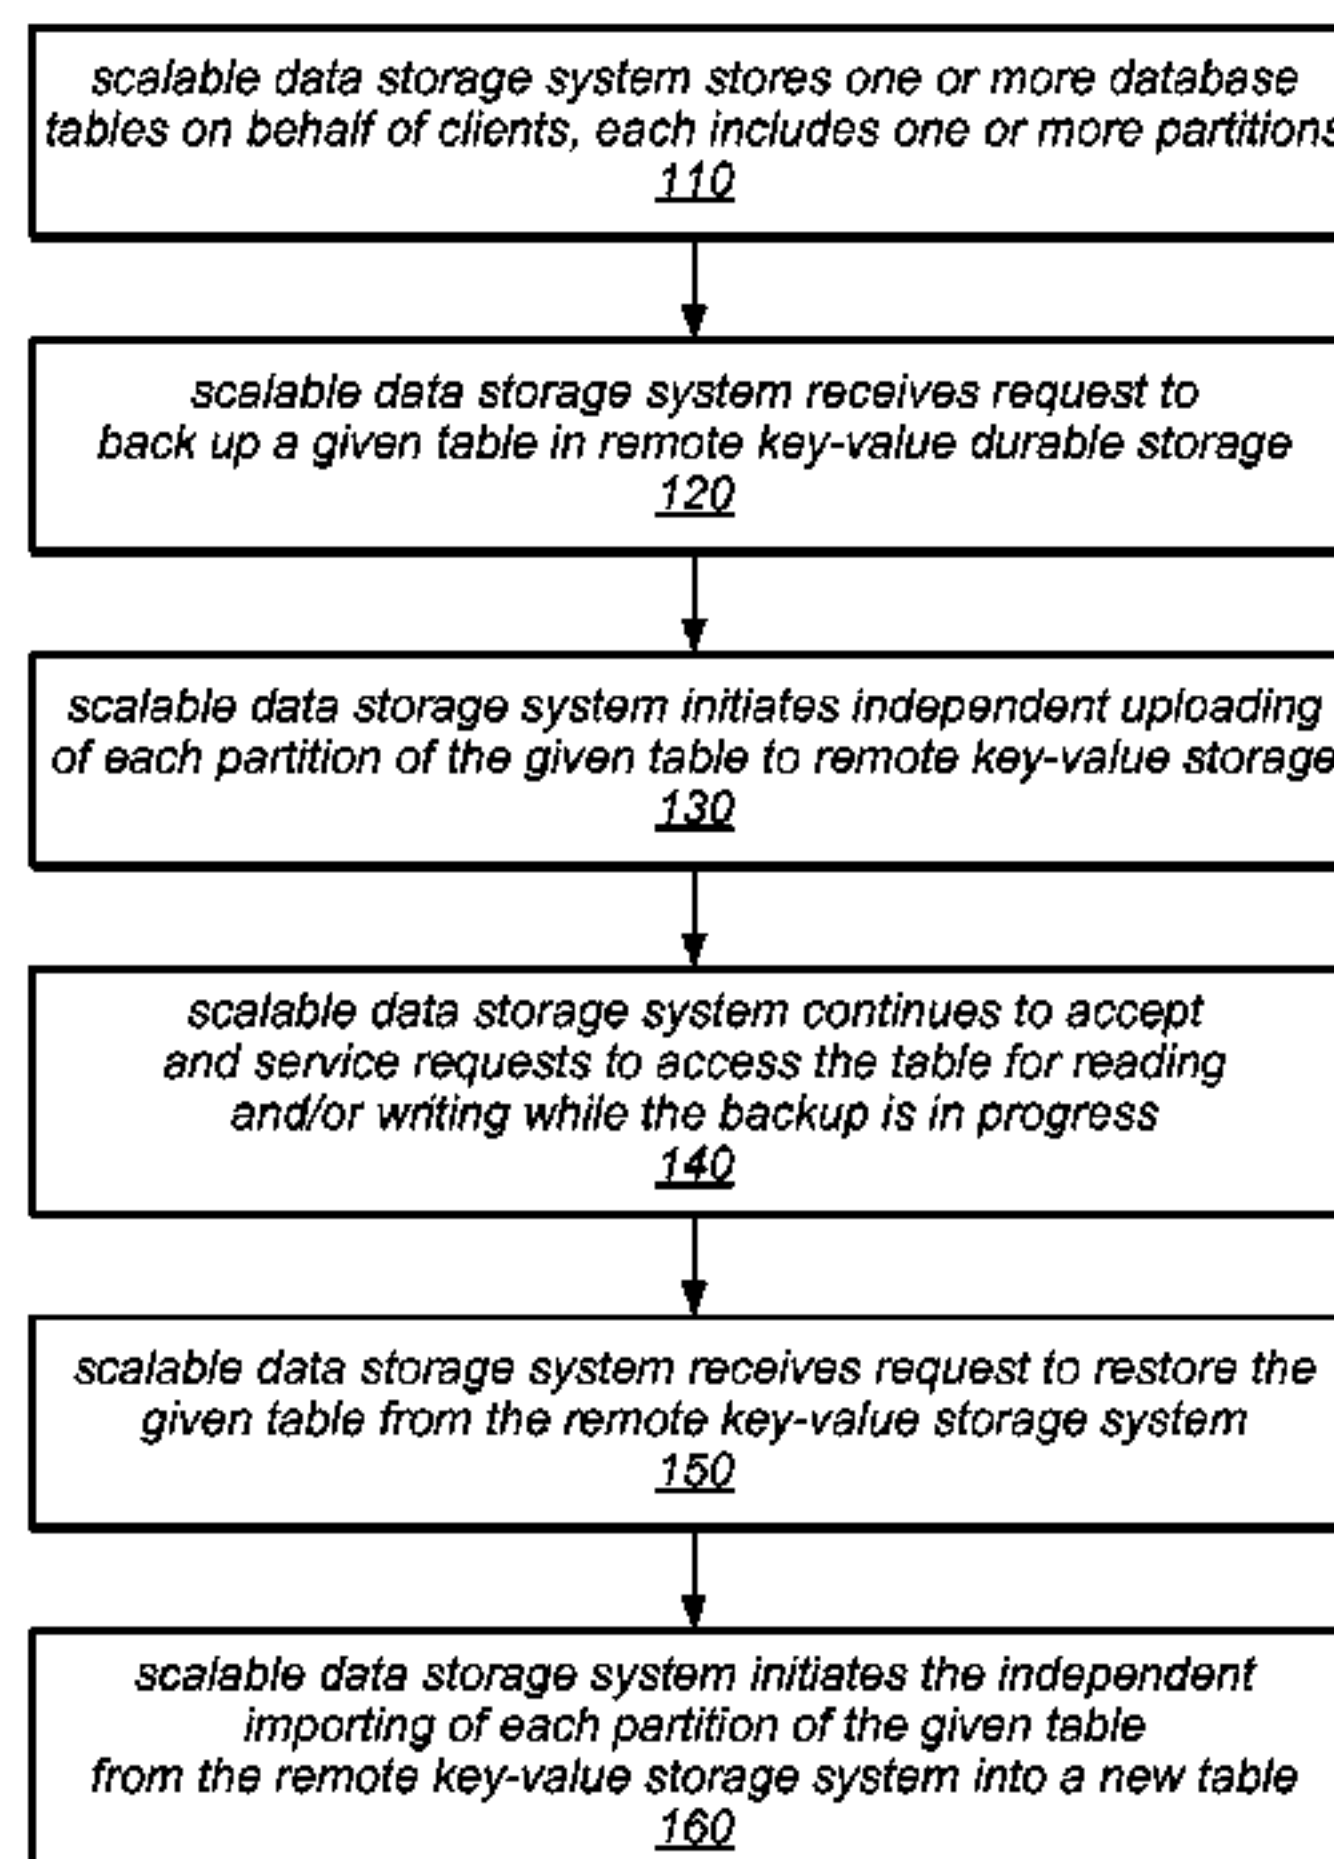 scalable data storage system stores one or more database
tables on behalf of clients, each includes one or more partitions
110
scalable data storage system receives request to
back up a given table in remote key-value durable storage
120
scalable data storage system initiates independent uploading
of each partition of the given table to remote key-value storage
130
scalable data storage system continues to accept
and service requests to access the table for reading
and/or writing while the backup is in progress
140
scalable data storage system receives request to restore the
given table from the remote key-value storage system
150
scalable data storage system initiates the independent
importing of each partition of the given table
from the remote key-value storage system into a new table
160